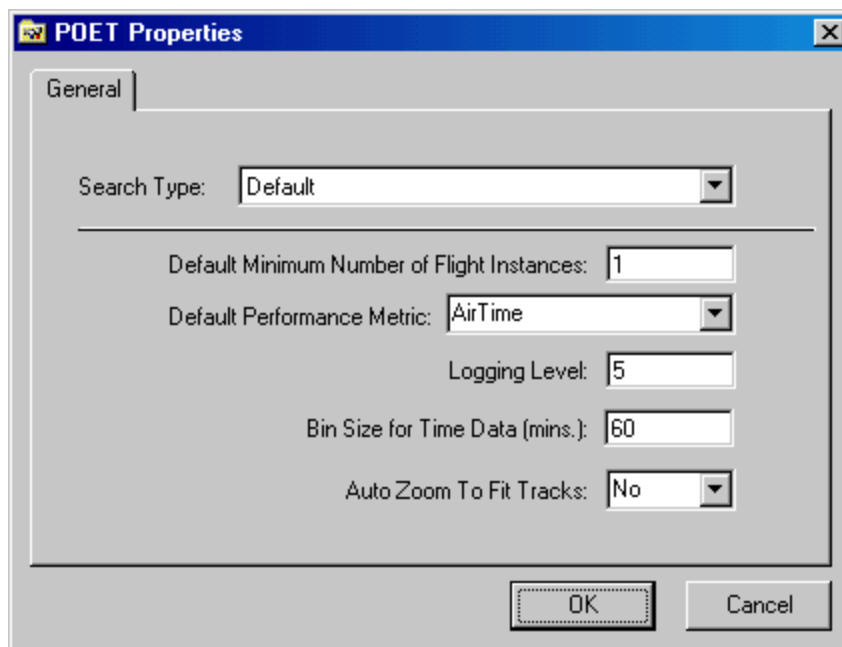 POET Properties
General
Search Type: Default
Default Minimum Number of Flight Instances: 1
Default Performance Metric: AirTime
Logging Level: 5
Bin Size for Time Data (mins.): 60
Auto Zoom To Fit Tracks: No
OK Cancel